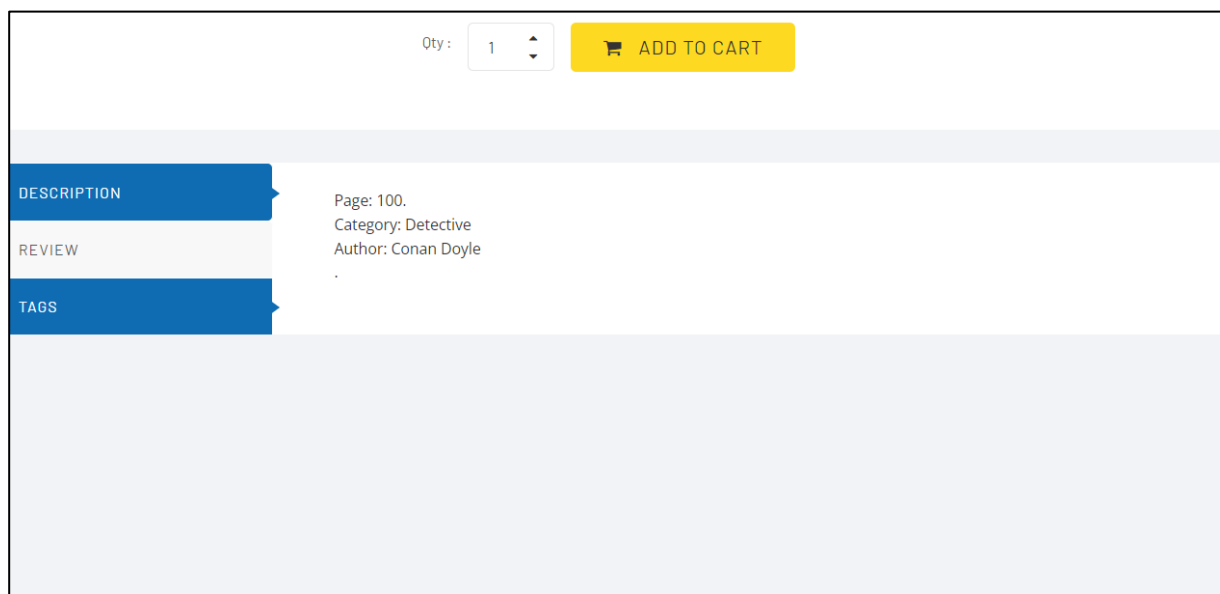 Qty : 1 ADD TO CART
DESCRIPTION
REVIEW
TAGS
Page: 100.
Category: Detective
Author: Conan Doyle
.